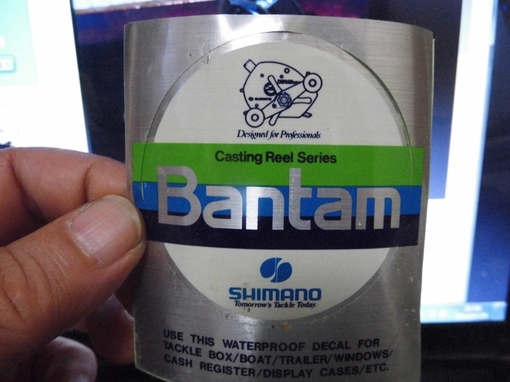 Designed for Professionals
Casting Reel Series
Bantam
SHIMANO
Tomorrow's Tackle Today.
USE THIS WATERPROOF DECAL FOR
TACKLE BOX/BOAT/TRAILER/WINDOWS/
CASH REGISTER/DISPLAY CASES/ETC.